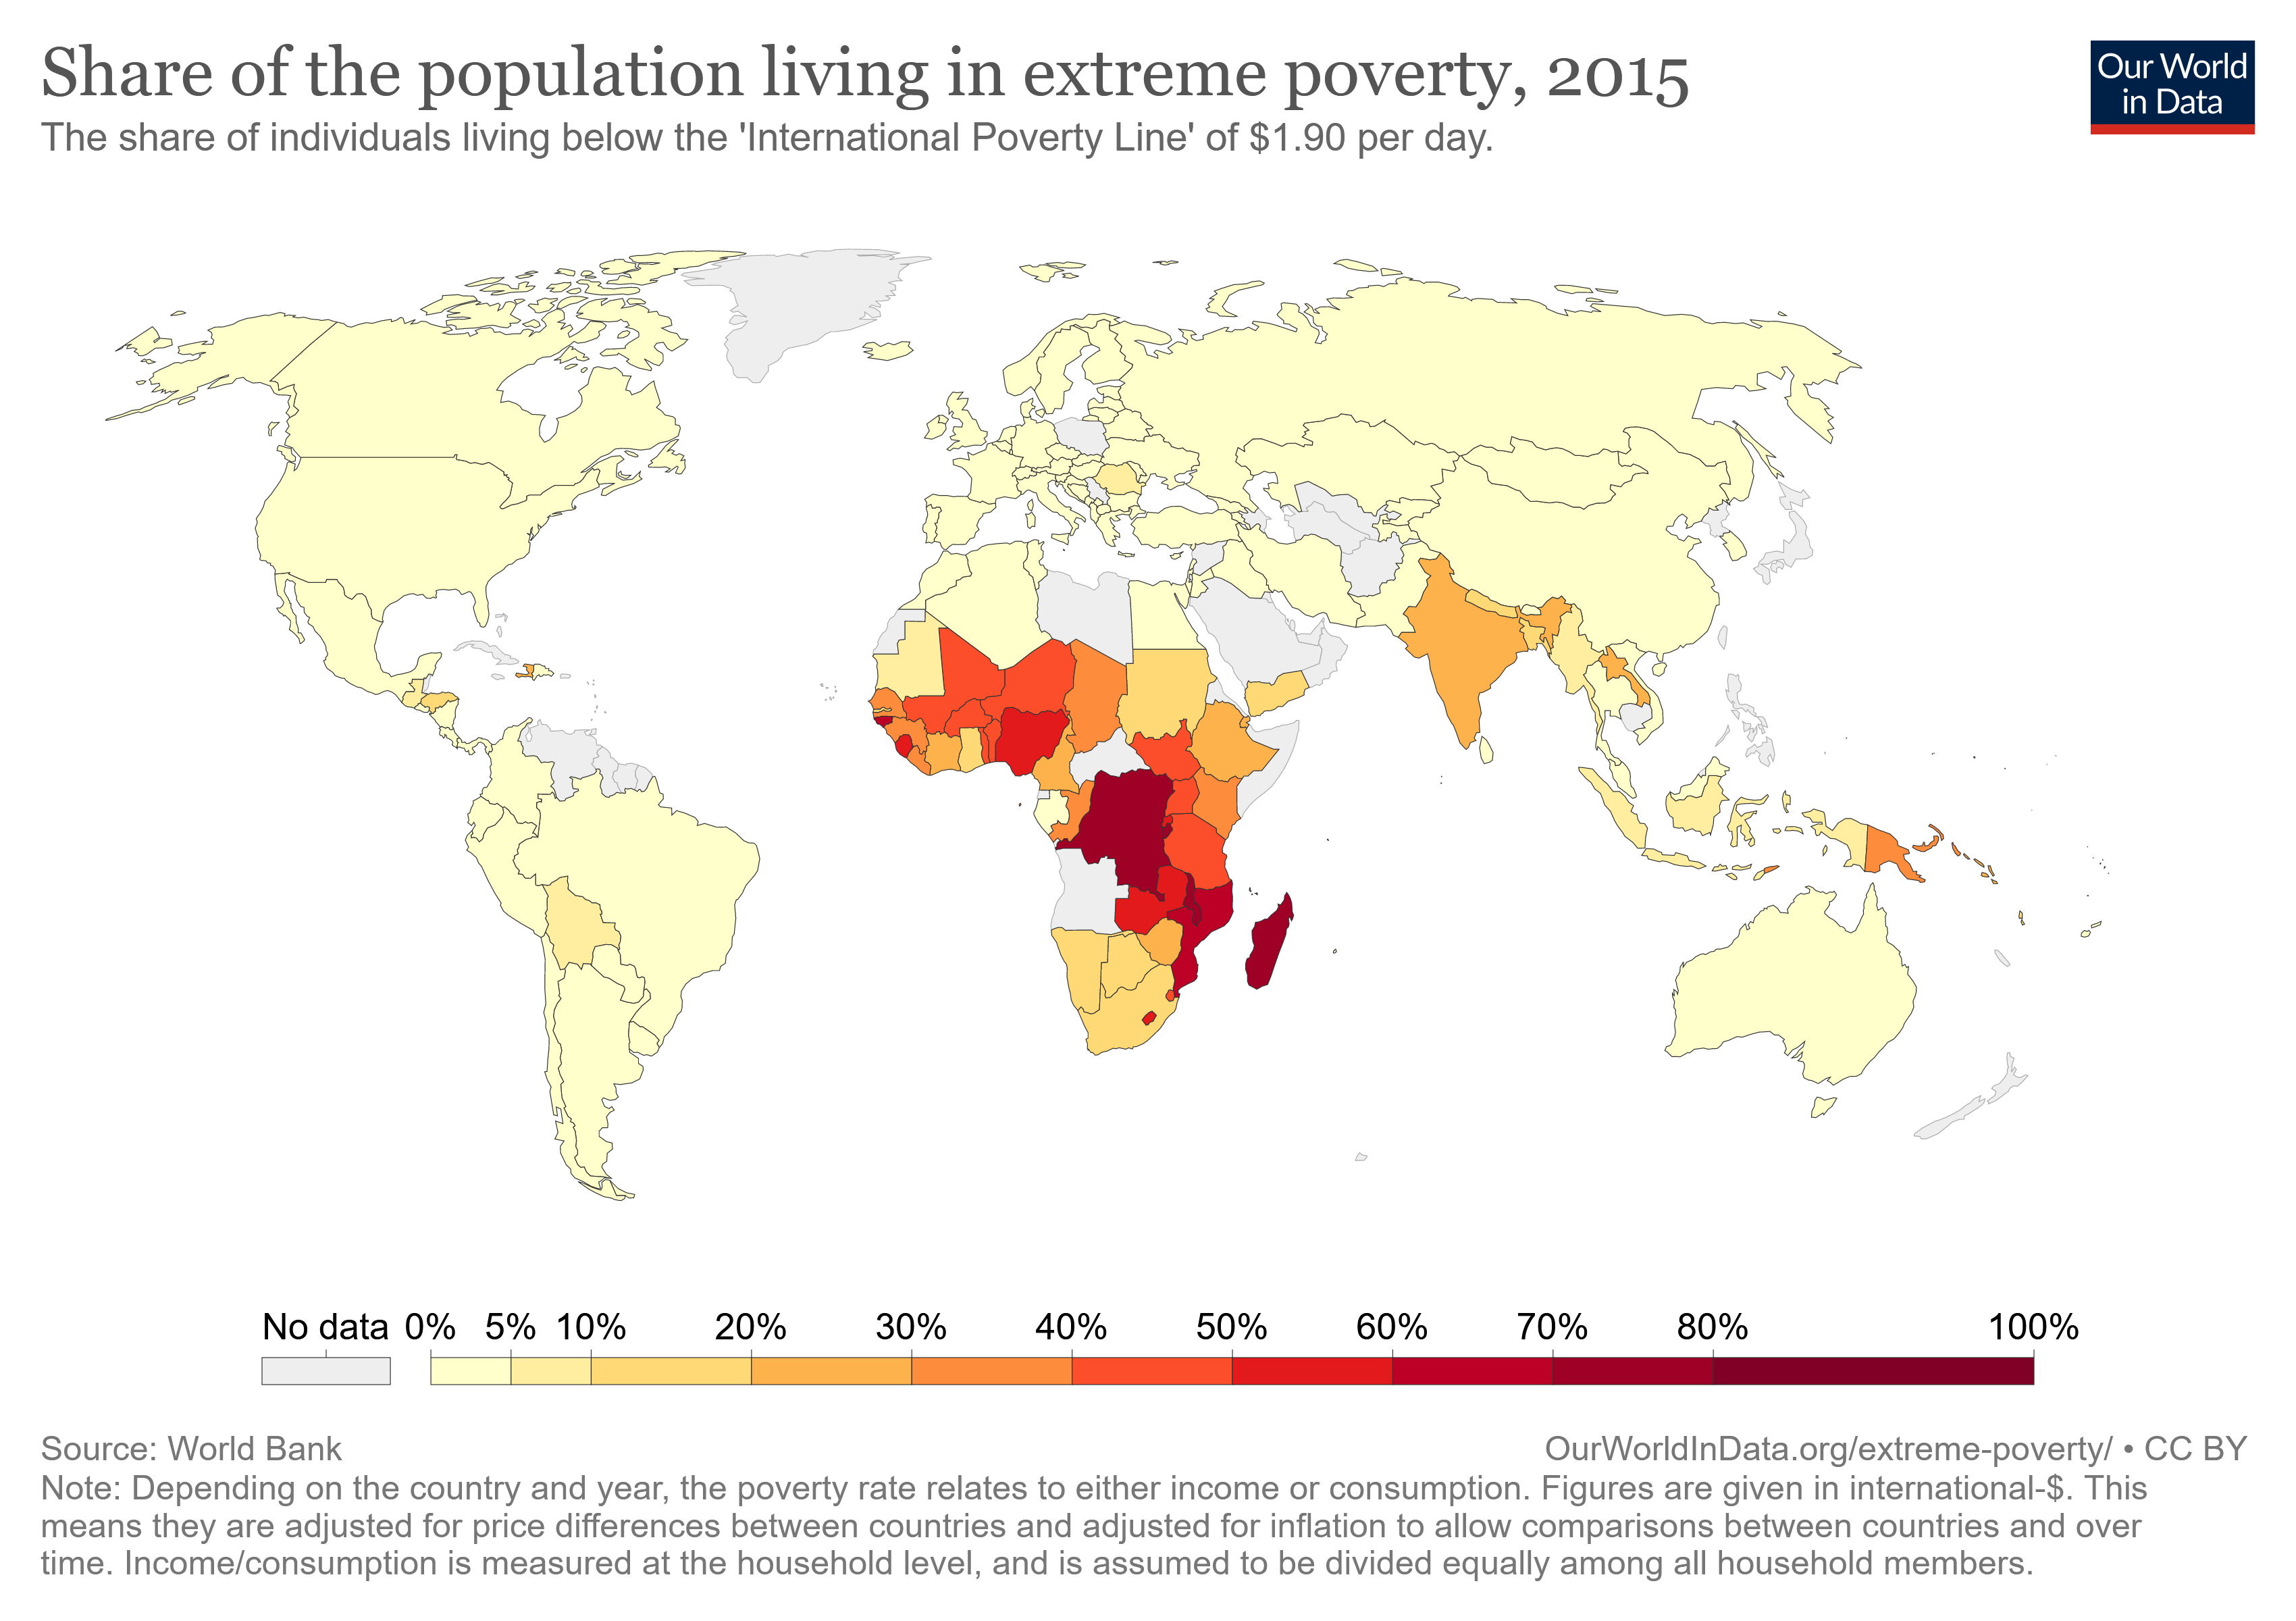 Share of the population living in extreme poverty, 2015
The share of individuals living below the 'International Poverty Line' of $1.90 per day.
Our World
in Data
No data 0% 5% 10% 20% 30% 40% 50% 60% 70% 80% 100%
Source: World Bank
OurWorldInData.org/extreme-poverty/ • CC BY
Note: Depending on the country and year, the poverty rate relates to either income or consumption. Figures are given in international-$. This
means they are adjusted for price differences between countries and adjusted for inflation to allow comparisons between countries and over
time. Income/consumption is measured at the household level, and is assumed to be divided equally among all household members.